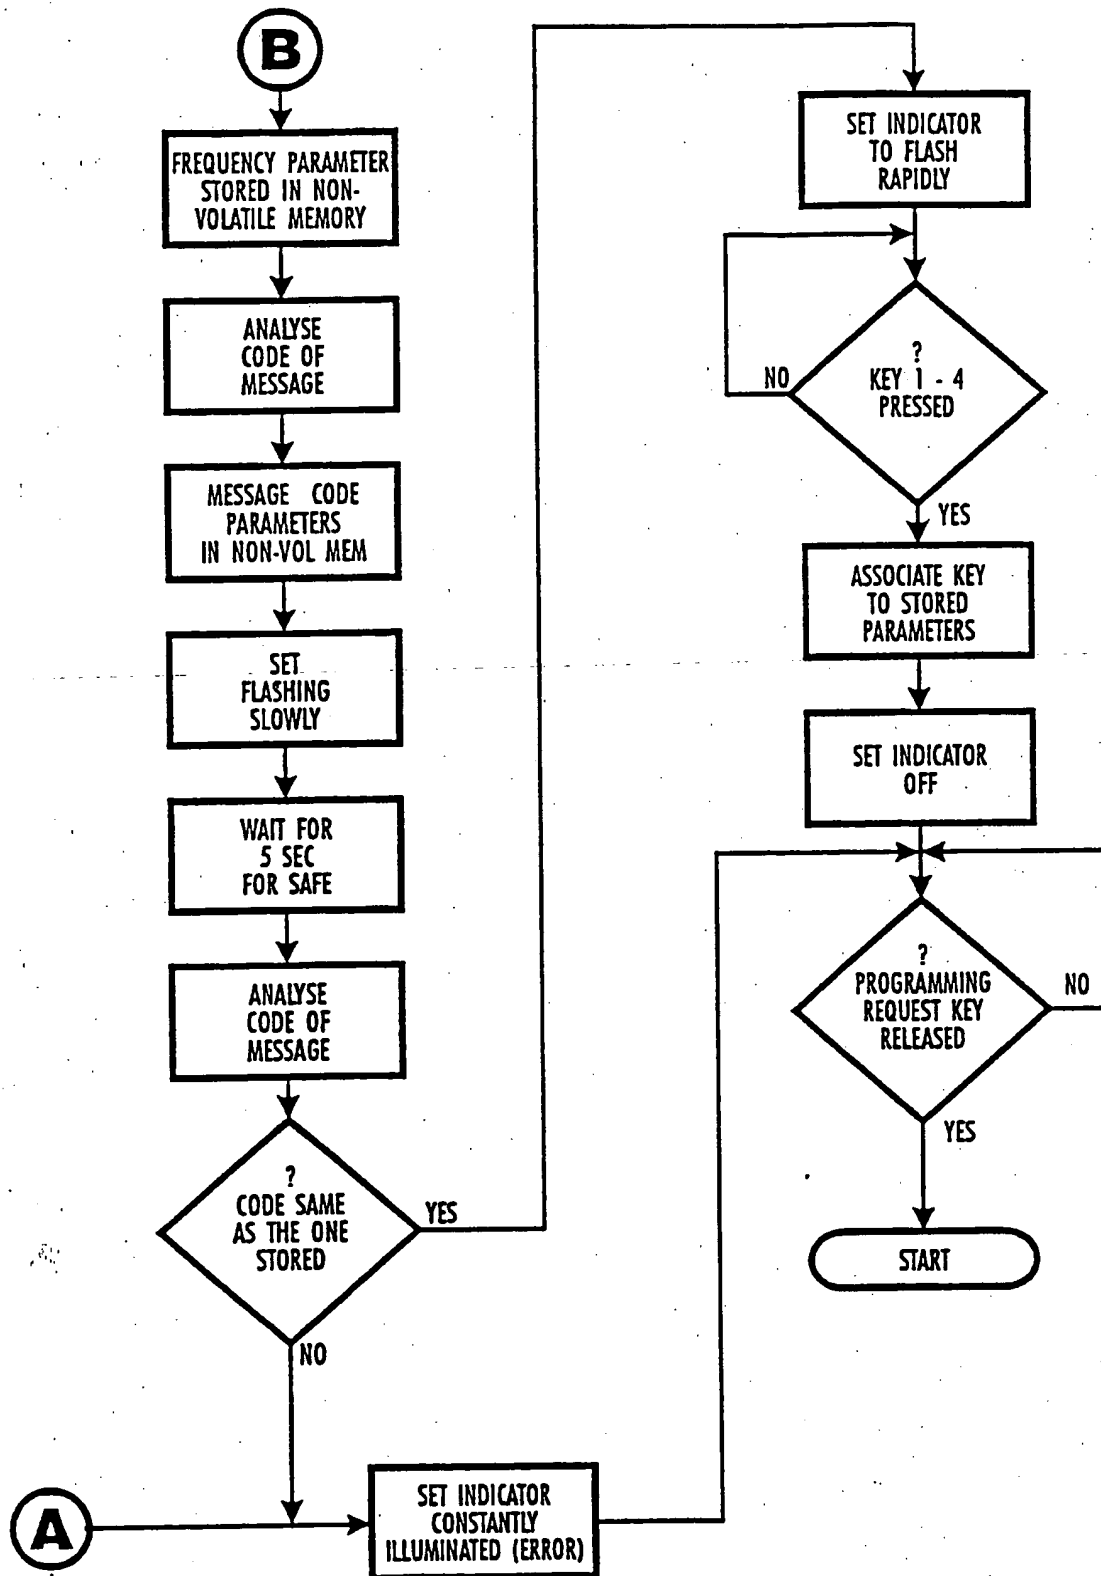 B
FREQUENCY PARAMETER
STORED IN NON-
VOLATILE MEMORY
ANALYSE
CODE OF
MESSAGE
MESSAGE CODE
PARAMETERS
IN NON-VOL MEM
SET
FLASHING
SLOWLY
WAIT FOR
5 SEC
FOR SAFE
ANALYSE
CODE OF
MESSAGE
?
CODE SAME
AS THE ONE
STORED
YES
NO
A
SET INDICATOR
CONSTANTLY
ILLUMINATED (ERROR)
SET INDICATOR
TO FLASH
RAPIDLY
?
KEY 1 - 4
PRESSED
NO
YES
ASSOCIATE KEY
TO STORED
PARAMETERS
SET INDICATOR
OFF
?
PROGRAMMING
REQUEST KEY
RELEASED
NO
YES
START